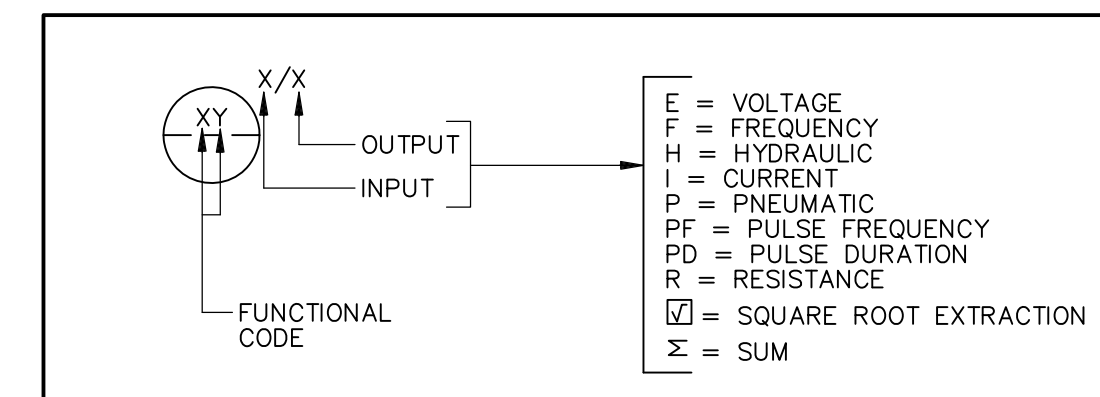 X/X
XY
OUTPUT
INPUT
FUNCTIONAL
CODE
E = VOLTAGE
F = FREQUENCY
H = HYDRAULIC
I = CURRENT
P = PNEUMATIC
PF = PULSE FREQUENCY
PD = PULSE DURATION
R = RESISTANCE
√ = SQUARE ROOT EXTRACTION
Σ = SUM